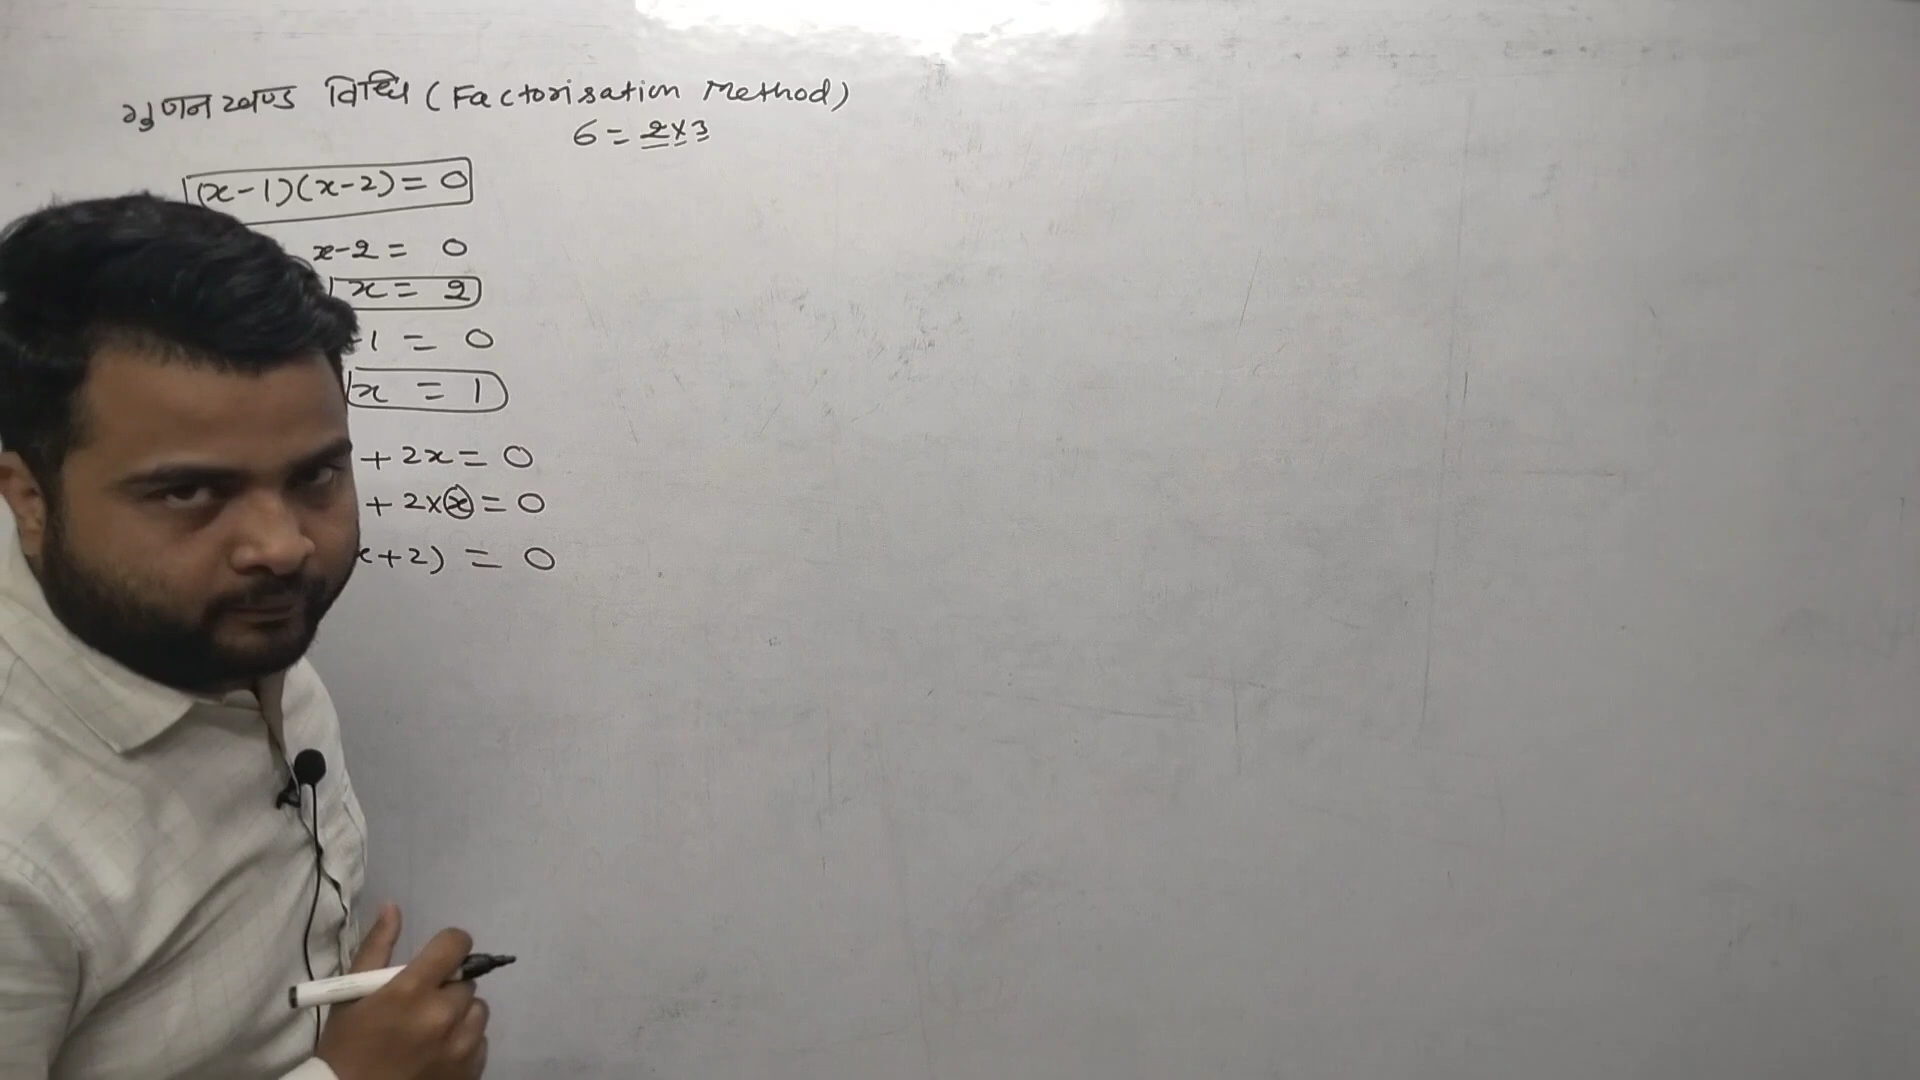 गुणनखण्ड विधि (Factorisation Method)
6 = 2×3
(x-1)(x-2) = 0
x-2 = 0
x = 2
-1 = 0
x = 1
+ 2x = 0
+ 2×x = 0
x+2) = 0